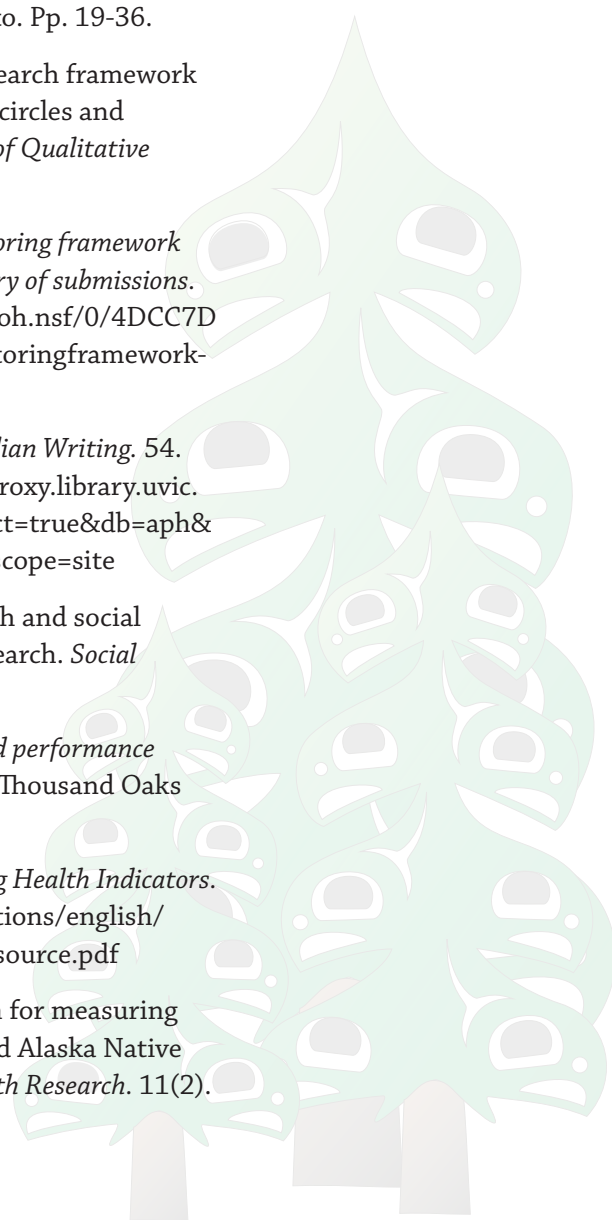 to. Pp. 19-36.
earch framework
circles and
of Qualitative
oring framework
ry of submissions.
oh.nsf/0/4DCC7D
toringframework-
dian Writing. 54.
roxy.library.uvic.
ct=true&db=aph&
cope=site
h and social
earch. Social
d performance
Thousand Oaks
g Health Indicators.
tions/english/
source.pdf
n for measuring
d Alaska Native
th Research. 11(2).